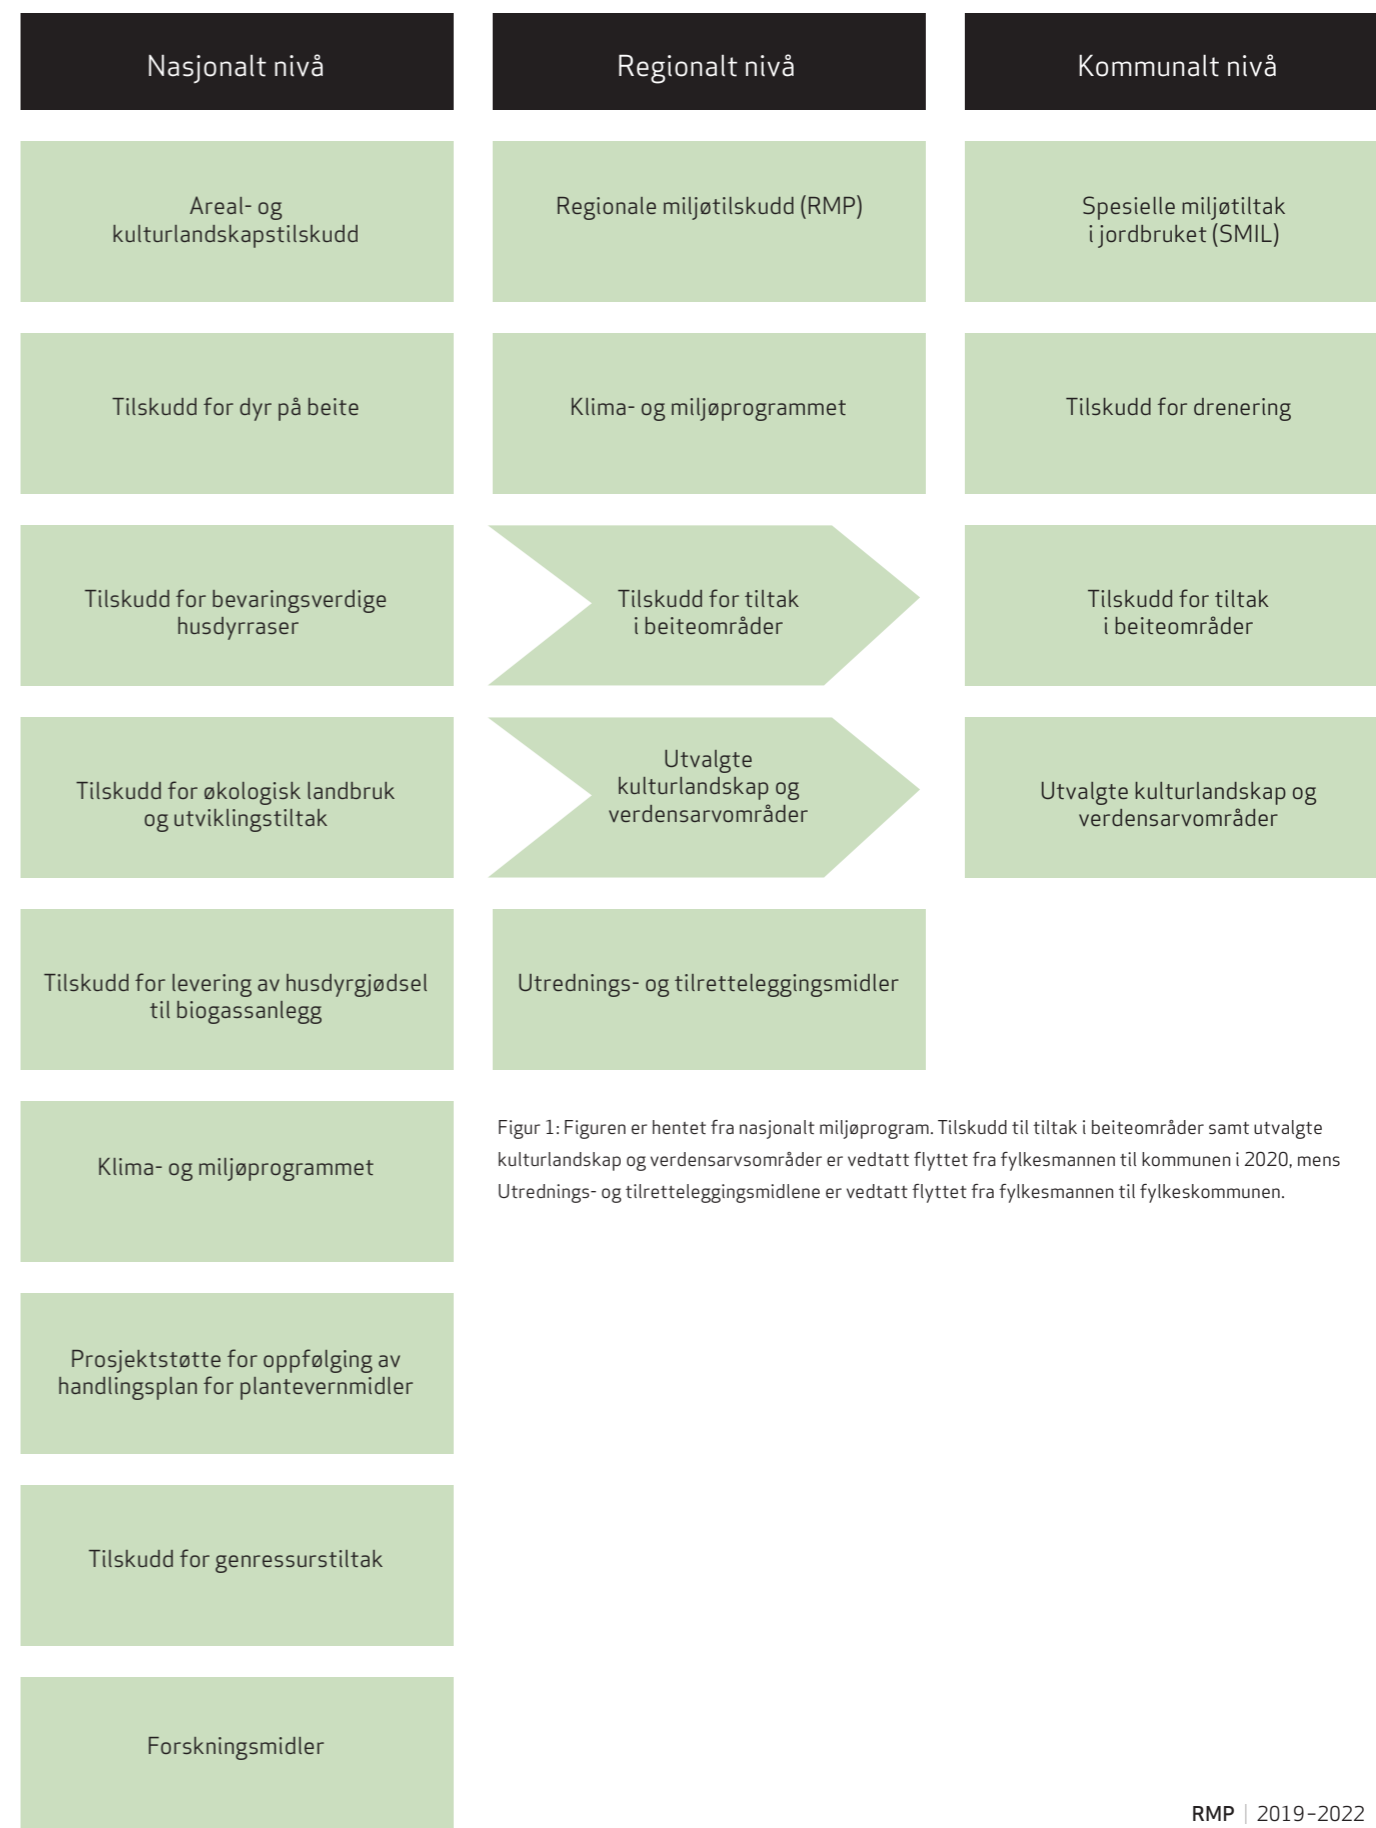 Nasjonalt nivå
Regionalt nivå
Kommunalt nivå
Areal- og
kulturlandskapstilskudd
Regionale miljøtilskudd (RMP)
Spesielle miljøtiltak
i jordbruket (SMIL)
Tilskudd for dyr på beite
Klima- og miljøprogrammet
Tilskudd for drenering
Tilskudd for bevaringsverdige
husdyrraser
Tilskudd for tiltak
i beiteområder
Tilskudd for tiltak
i beiteområder
Tilskudd for økologisk landbruk
og utviklingstiltak
Utvalgte
kulturlandskap og
verdensarvområder
Utvalgte kulturlandskap og
verdensarvområder
Tilskudd for levering av husdyrgjødsel
til biogassanlegg
Utrednings- og tilretteleggingsmidler
Klima- og miljøprogrammet
Figur 1: Figuren er hentet fra nasjonalt miljøprogram. Tilskudd til tiltak i beiteområder samt utvalgte
kulturlandskap og verdensarvsområder er vedtatt flyttet fra fylkesmannen til kommunen i 2020, mens
Utrednings- og tilretteleggingsmidlene er vedtatt flyttet fra fylkesmannen til fylkeskommunen.
Prosjektstøtte for oppfølging av
handlingsplan for plantevernmidler
Tilskudd for genressurstiltak
Forskningsmidler
RMP | 2019–2022